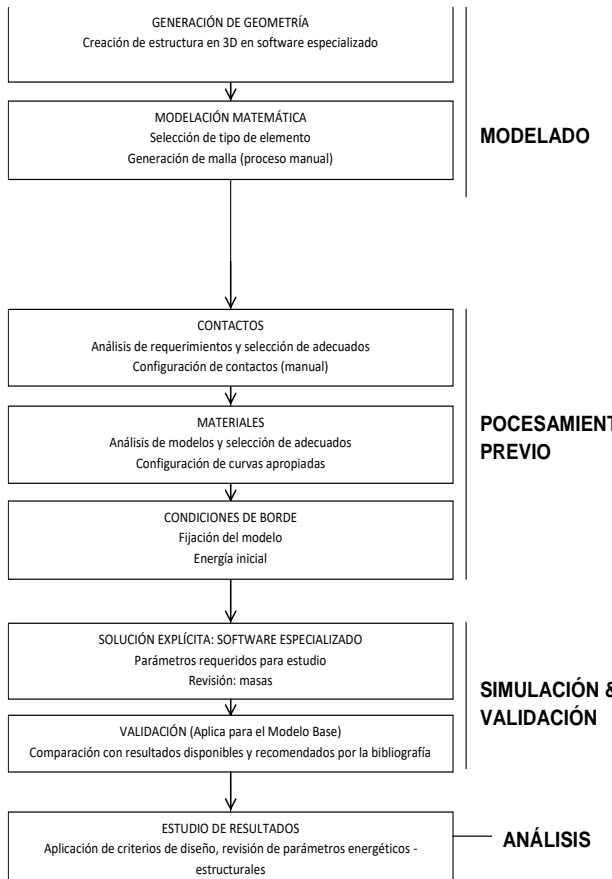 GENERACIÓN DE GEOMETRÍA
Creación de estructura en 3D en software especializado
MODELACIÓN MATEMÁTICA
Selección de tipo de elemento
Generación de malla (proceso manual)
MODELADO
CONTACTOS
Análisis de requerimientos y selección de adecuados
Configuración de contactos (manual)
MATERIALES
Análisis de modelos y selección de adecuados
Configuración de curvas apropiadas
CONDICIONES DE BORDE
Fijación del modelo
Energía inicial
POCESAMIENT
PREVIO
SOLUCIÓN EXPLÍCITA: SOFTWARE ESPECIALIZADO
Parámetros requeridos para estudio
Revisión: masas
VALIDACIÓN (Aplica para el Modelo Base)
Comparación con resultados disponibles y recomendados por la bibliografía
SIMULACIÓN &
VALIDACIÓN
ESTUDIO DE RESULTADOS
Aplicación de criterios de diseño, revisión de parámetros energéticos -
estructurales
ANÁLISIS